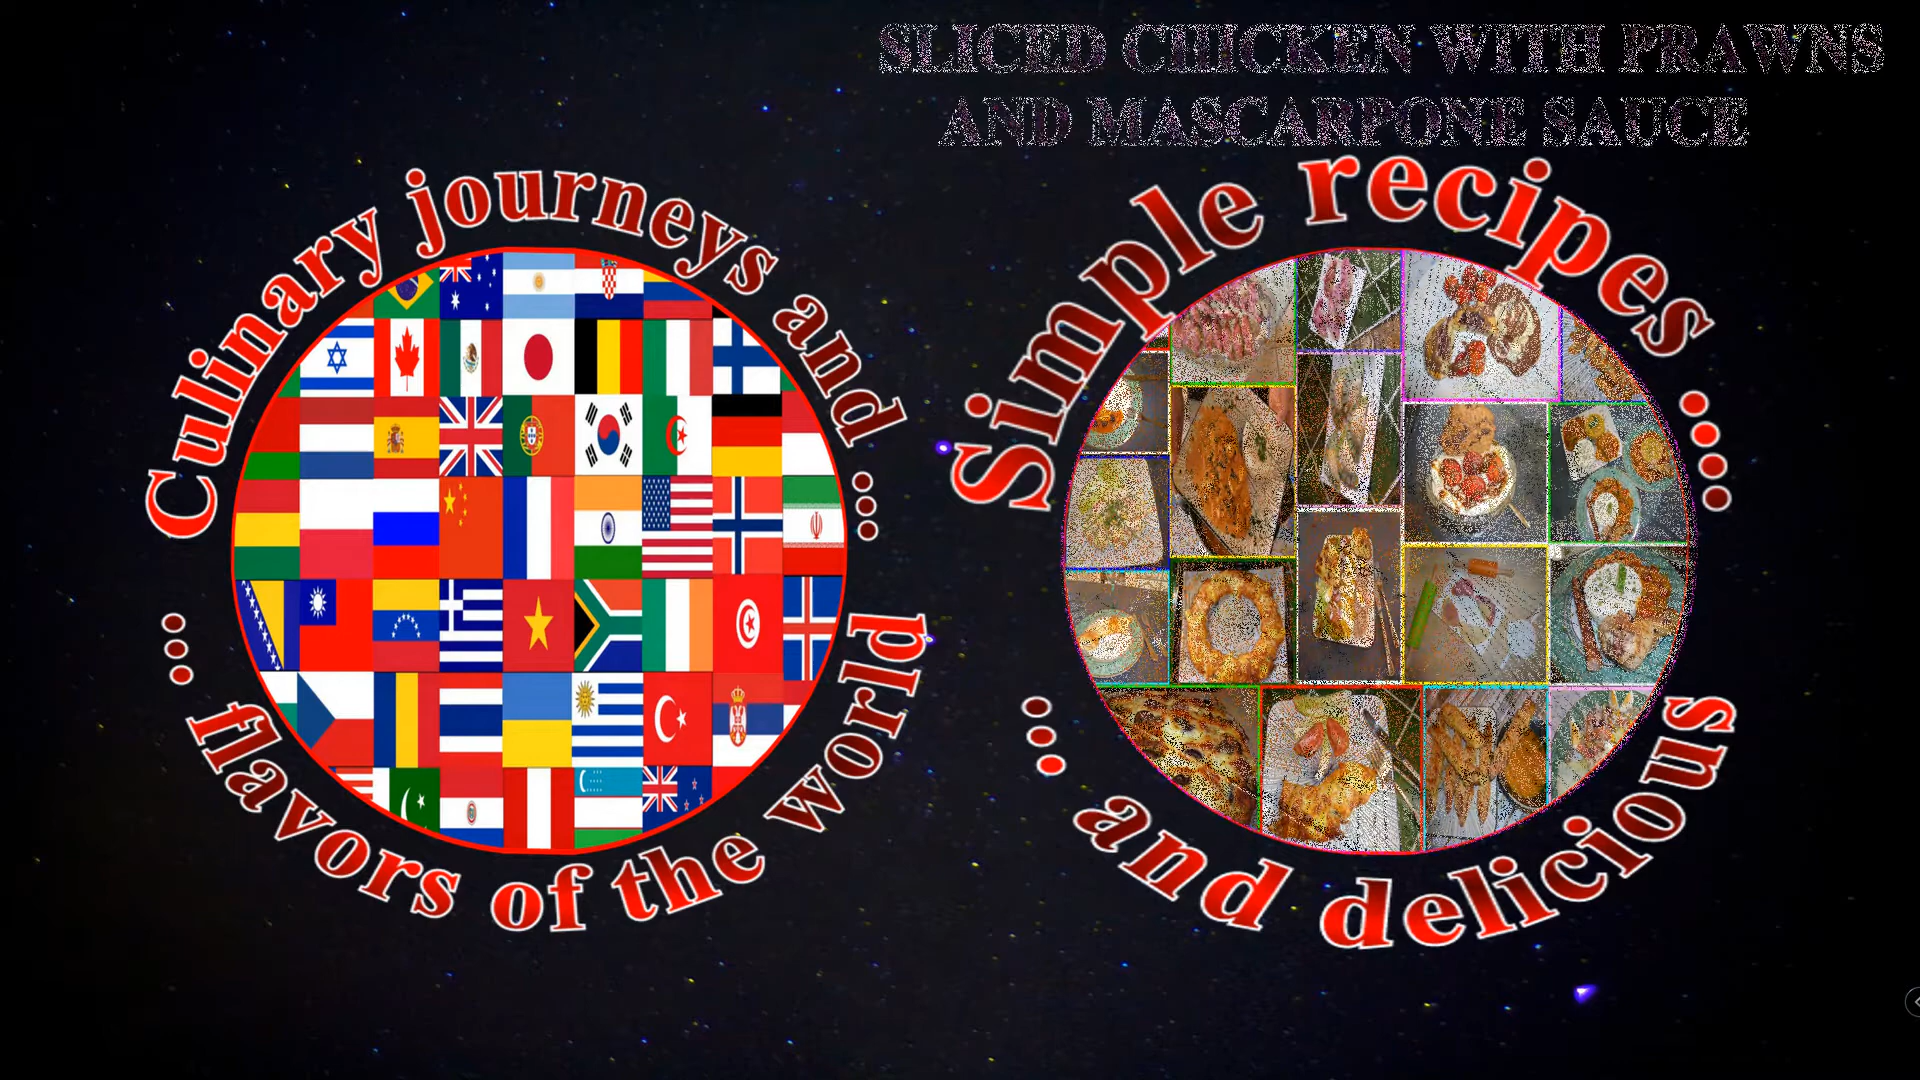 SLICED CHICKEN WITH PRAWNS
AND MASCARPONE SAUCE
Culinary journeys and ...
... flavors of the world
Simple recipes ....
... and delicious